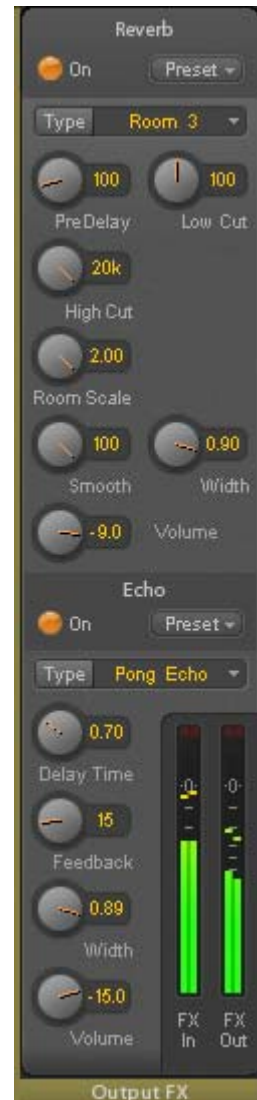 Reverb
On Preset
Type Room 3
100 100
PreDelay Low Cut
20k
High Cut
2.00
Room Scale
100 0.90
Smooth Width
-9.0 Volume
Echo
On Preset
Type Pong Echo
0.70
Delay Time
-0- -0-
15
Feedback
0.89
Width
-15.0
Volume
FX FX
In Out
Output FX